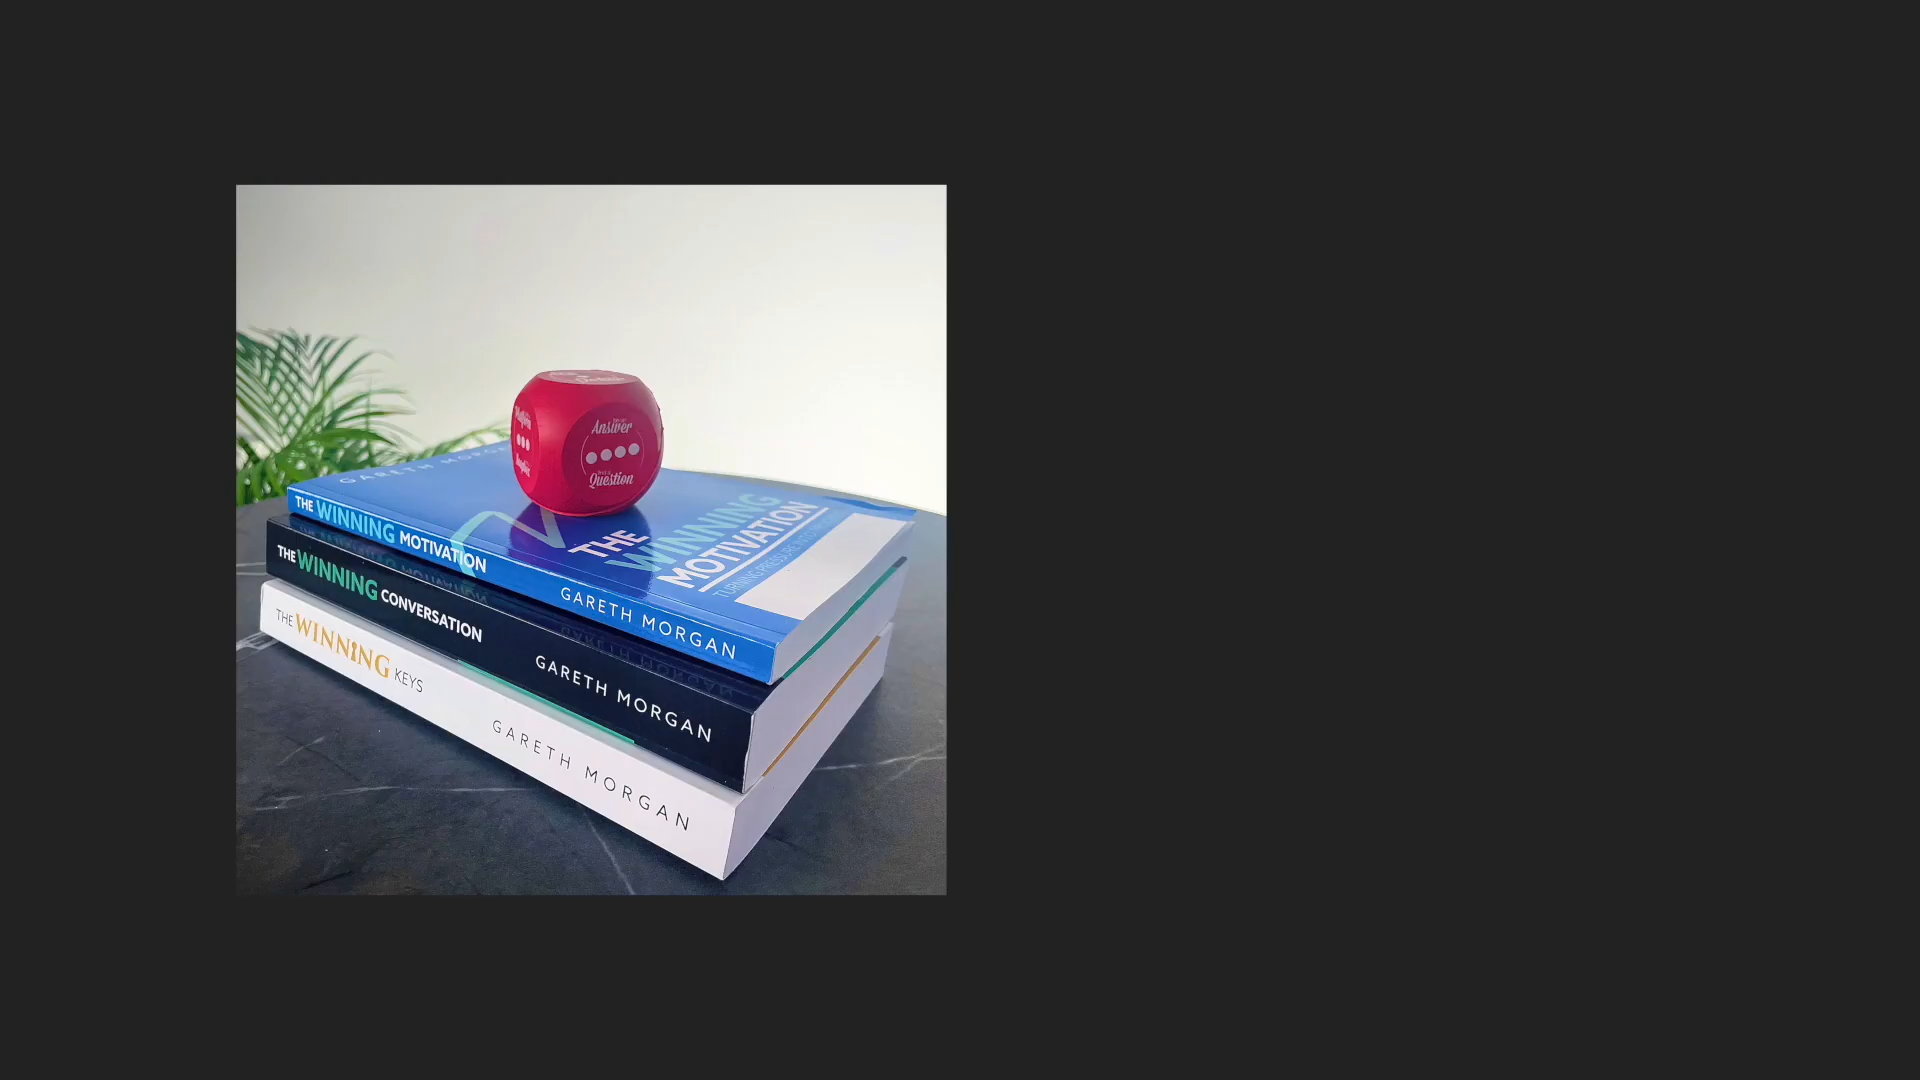 Answer
Question
GARETH MORGAN
THE
WINNING
MOTIVATION
THE WINNING MOTIVATION
GARETH MORGAN
THE WINNING CONVERSATION
GARETH MORGAN
THE WINNING KEYS
GARETH MORGAN